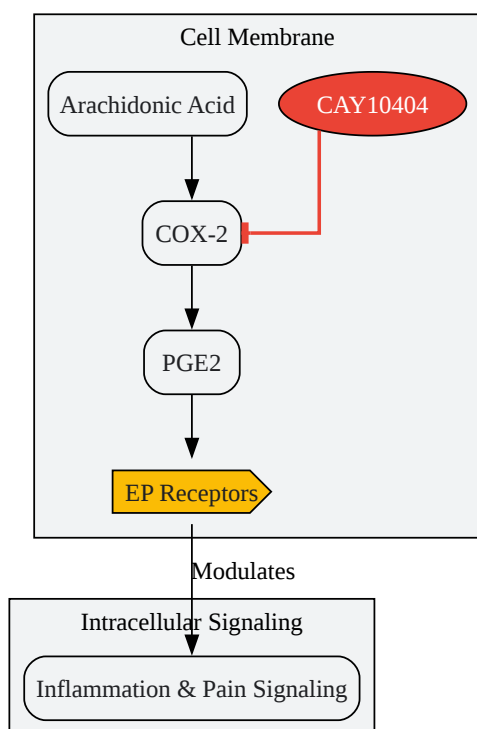 Cell Membrane
Arachidonic Acid
CAY10404
COX-2
PGE2
EP Receptors
Modulates
Intracellular Signaling
Inflammation & Pain Signaling